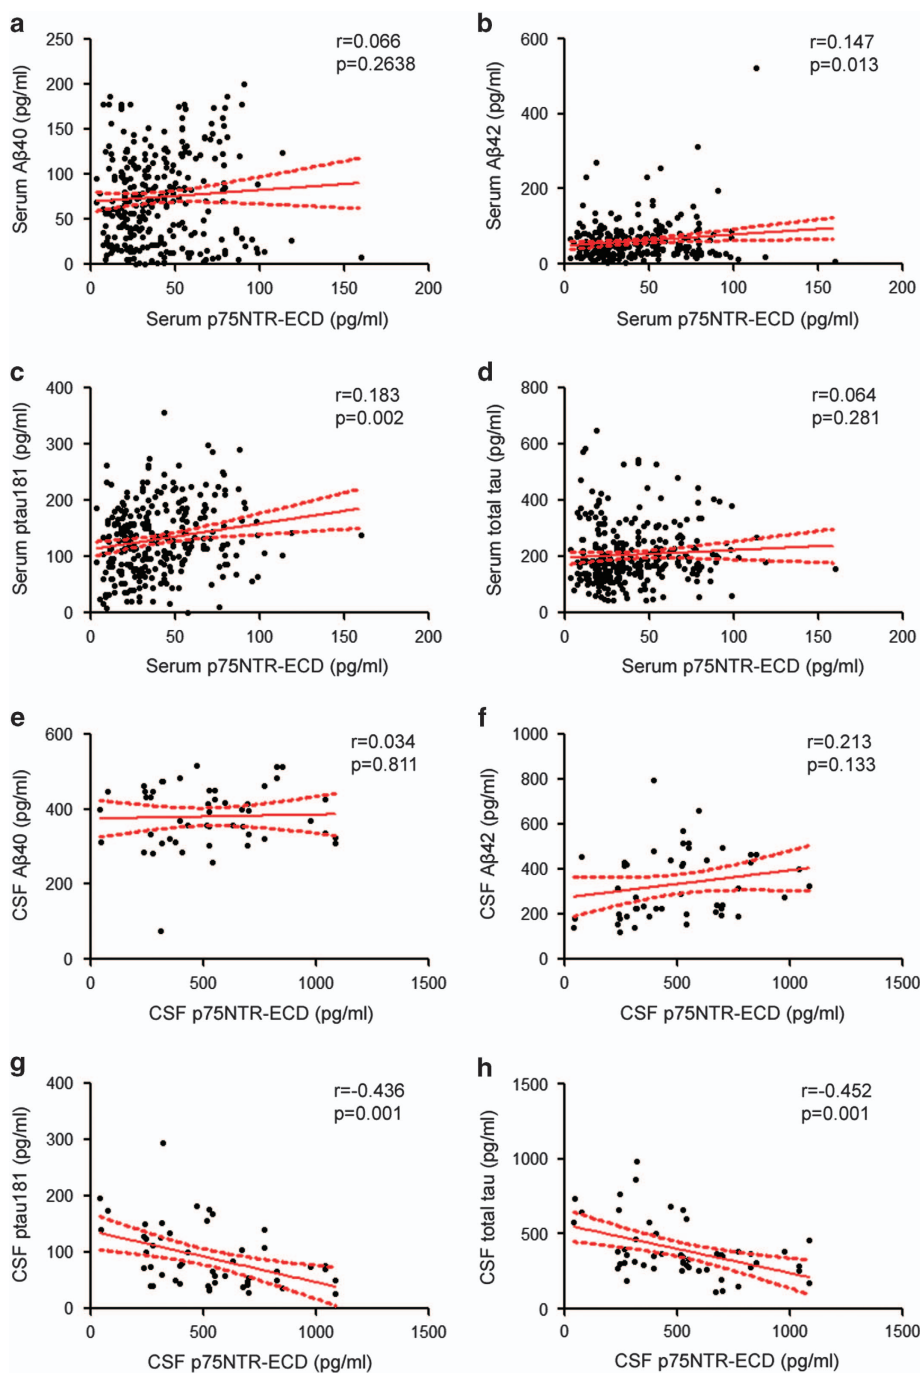 a
250
200
150
100
50
0
Serum Aβ40 (pg/ml)
r=0.066
p=0.2638
0 50 100 150 200
Serum p75NTR-ECD (pg/ml)
b
600
400
200
0
Serum Aβ42 (pg/ml)
r=0.147
p=0.013
0 50 100 150 200
Serum p75NTR-ECD (pg/ml)
c
400
300
200
100
0
Serum ptau181 (pg/ml)
r=0.183
p=0.002
0 50 100 150 200
Serum p75NTR-ECD (pg/ml)
d
800
600
400
200
0
Serum total tau (pg/ml)
r=0.064
p=0.281
0 50 100 150 200
Serum p75NTR-ECD (pg/ml)
e
600
400
200
0
CSF Aβ40 (pg/ml)
r=0.034
p=0.811
0 500 1000 1500
CSF p75NTR-ECD (pg/ml)
f
1000
800
600
400
200
0
CSF Aβ42 (pg/ml)
r=0.213
p=0.133
0 500 1000 1500
CSF p75NTR-ECD (pg/ml)
g
400
300
200
100
0
CSF ptau181 (pg/ml)
r=-0.436
p=0.001
0 500 1000 1500
CSF p75NTR-ECD (pg/ml)
h
1500
1000
500
0
CSF total tau (pg/ml)
r=-0.452
p=0.001
0 500 1000 1500
CSF p75NTR-ECD (pg/ml)